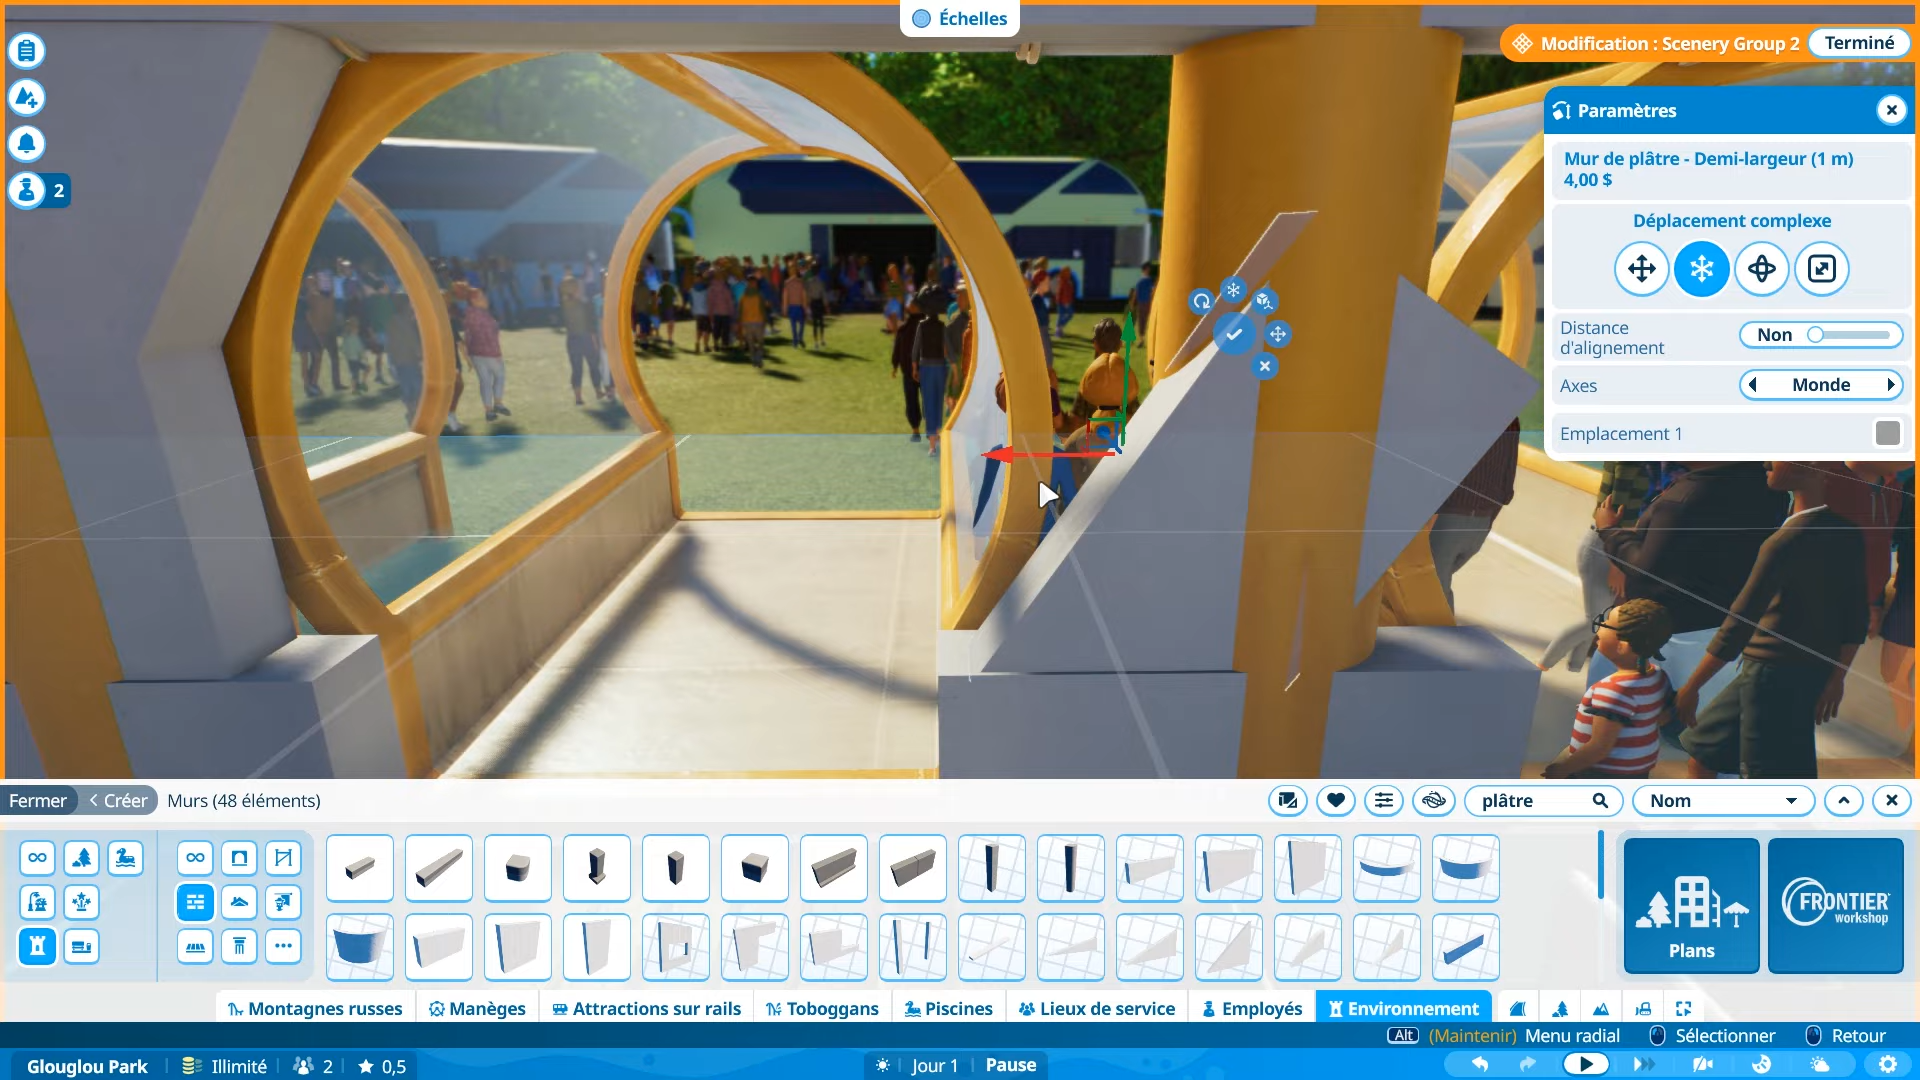 Échelles
Modification : Scenery Group 2
Terminé
Paramètres
Mur de plâtre - Demi-largeur (1 m)
4,00 $
Déplacement complexe
Distance d'alignement
Non
Axes
Monde
Emplacement 1
2
Fermer
Créer
Murs (48 éléments)
plâtre
Nom
Plans
FRONTIER
workshop
Montagnes russes
Manèges
Attractions sur rails
Toboggans
Piscines
Lieux de service
Employés
Environnement
Alt (Maintenir) Menu radial
Sélectionner
Retour
Glouglou Park
Illimité
2
0,5
Jour 1
Pause